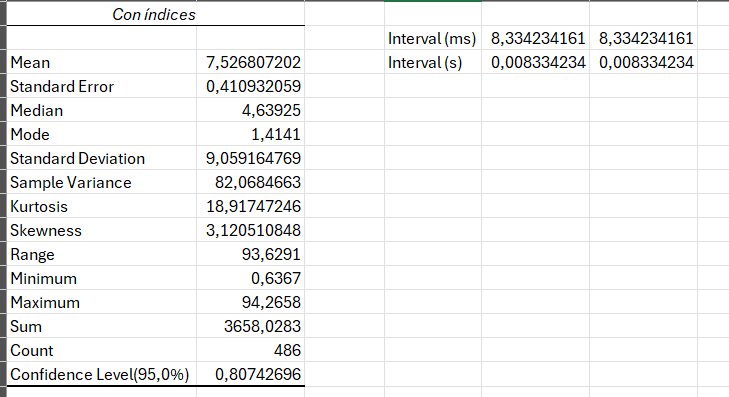 Con índices
Interval (ms) 8,334234161 8,334234161
Mean 7,526807202 Interval (s) 0,008334234 0,008334234
Standard Error 0,410932059
Median 4,63925
Mode 1,4141
Standard Deviation 9,059164769
Sample Variance 82,0684663
Kurtosis 18,91747246
Skewness 3,120510848
Range 93,6291
Minimum 0,6367
Maximum 94,2658
Sum 3658,0283
Count 486
Confidence Level(95,0%) 0,80742696